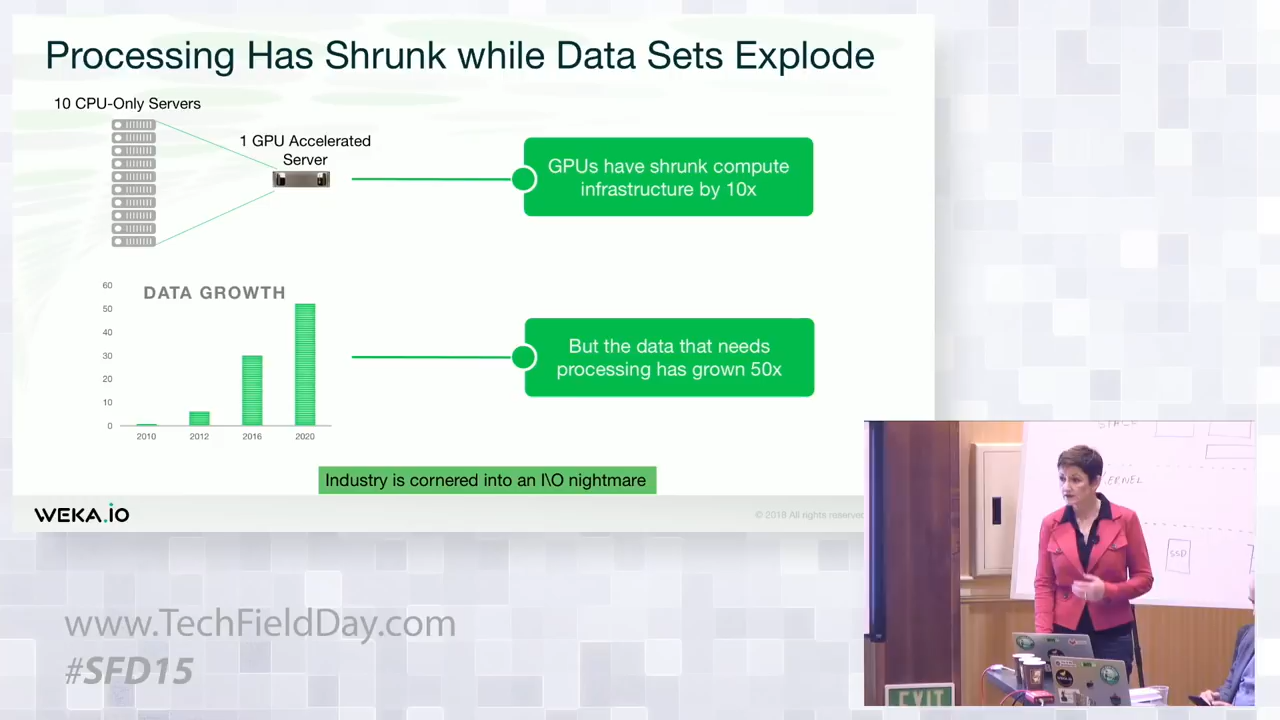 Processing Has Shrunk while Data Sets Explode
10 CPU-Only Servers
1 GPU Accelerated
Server
GPUs have shrunk compute
infrastructure by 10x
DATA GROWTH
60
50
40
30
20
10
0
2010
2012
2016
2020
But the data that needs
processing has grown 50x
Industry is cornered into an I\O nightmare
WEKA.iO
© 2018 All rights reserved
KERNEL
SSD
EXIT
www.TechFieldDay.com
#SFD15